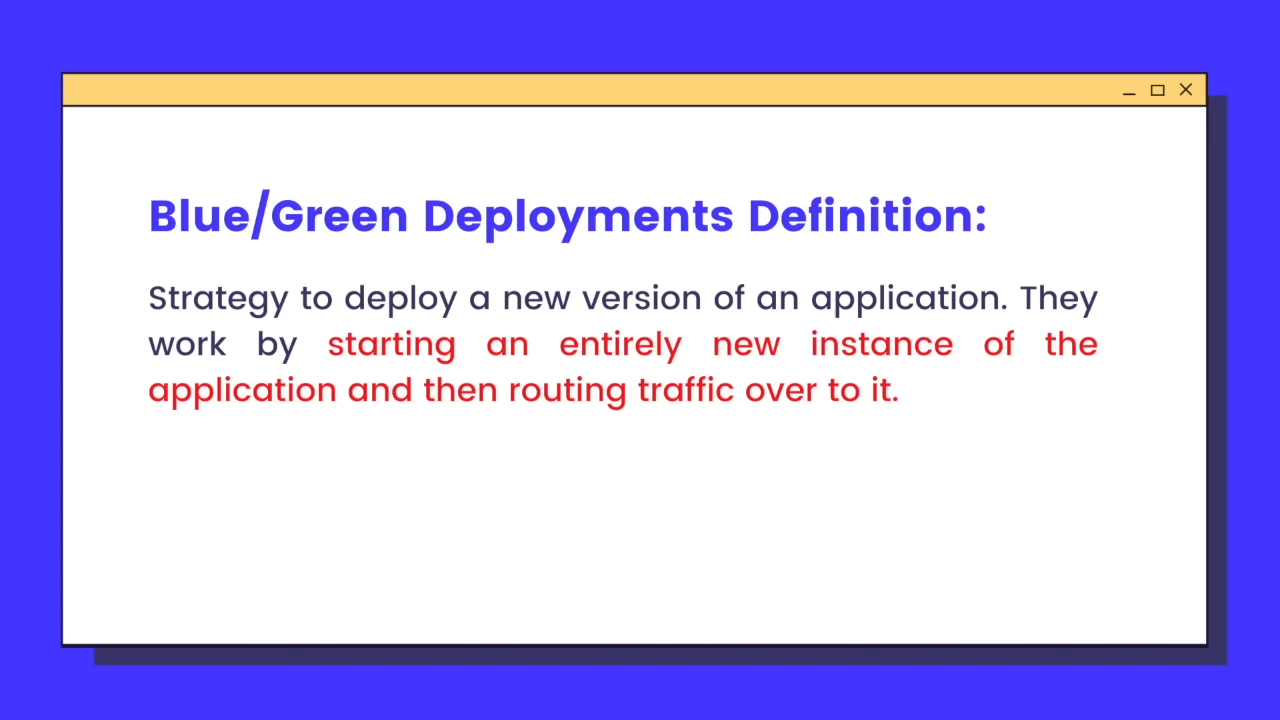 Blue/Green Deployments Definition:
Strategy to deploy a new version of an application. They
work by starting an entirely new instance of the
application and then routing traffic over to it.